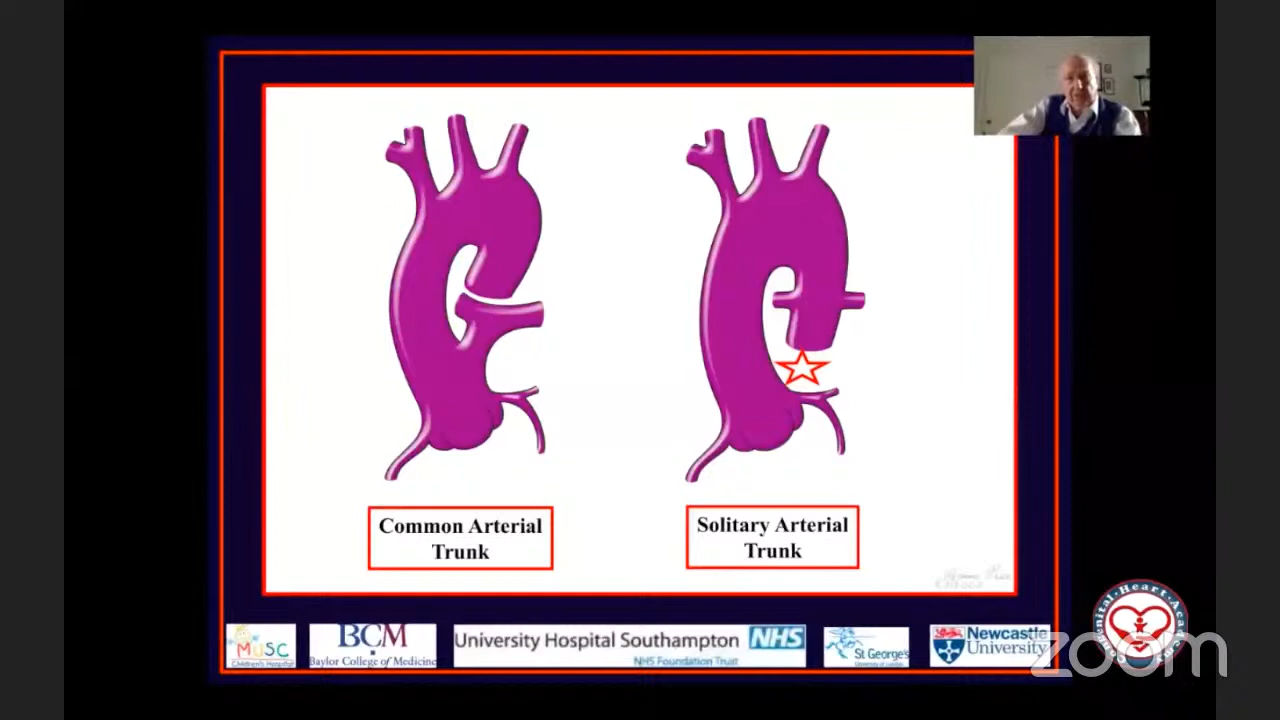 Common Arterial
Trunk
Solitary Arterial
Trunk
MUSC
Children's Hospital
BCM
Baylor College of Medicine
University Hospital Southampton NHS
NHS Foundation Trust
St George's
University of London
Newcastle
University
zoom